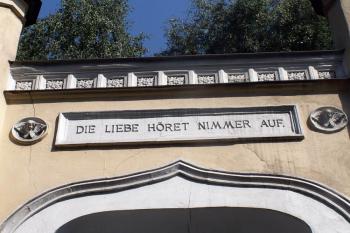 DIE LIEBE HÖRET NIMMER AUF.